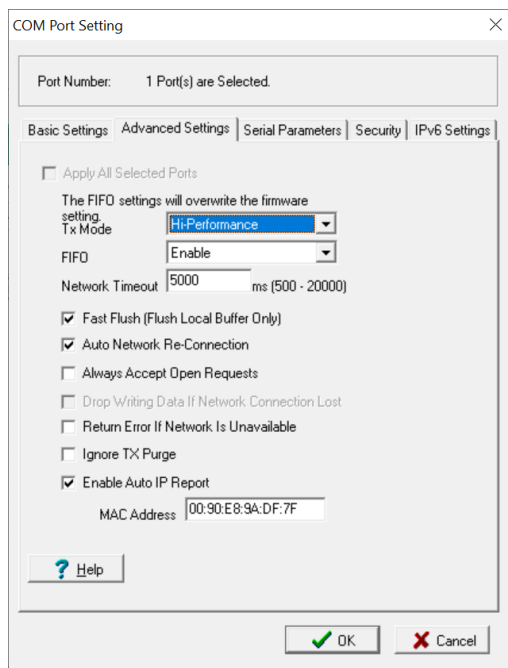 COM Port Setting
Port Number: 1 Port(s) are Selected.
Basic Settings Advanced Settings Serial Parameters Security IPv6 Settings
Apply All Selected Ports
The FIFO settings will overwrite the firmware
setting.
Tx Mode Hi-Performance
FIFO Enable
Network Timeout 5000 ms (500 - 20000)
Fast Flush (Flush Local Buffer Only)
Auto Network Re-Connection
Always Accept Open Requests
Drop Writing Data If Network Connection Lost
Return Error If Network Is Unavailable
Ignore TX Purge
Enable Auto IP Report
MAC Address 00:90:E8:9A:DF:7F
? Help
OK Cancel